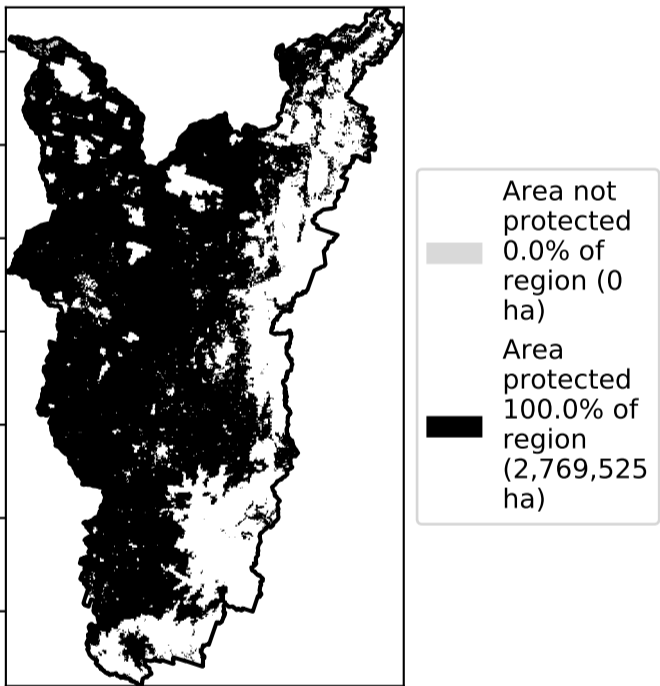 Area not
protected
0.0% of
region (0
ha)
Area
protected
100.0% of
region
(2,769,525
ha)